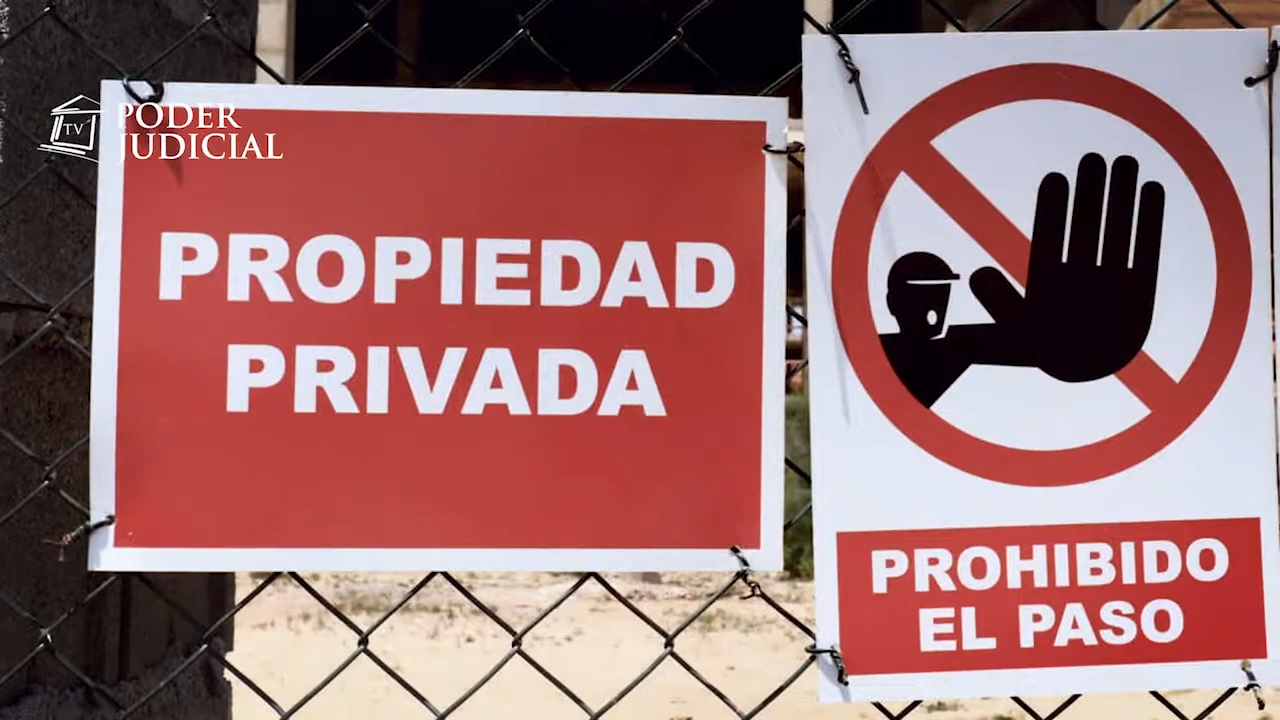 TV
PODER
JUDICIAL
PROPIEDAD
PRIVADA
PROHIBIDO
EL PASO